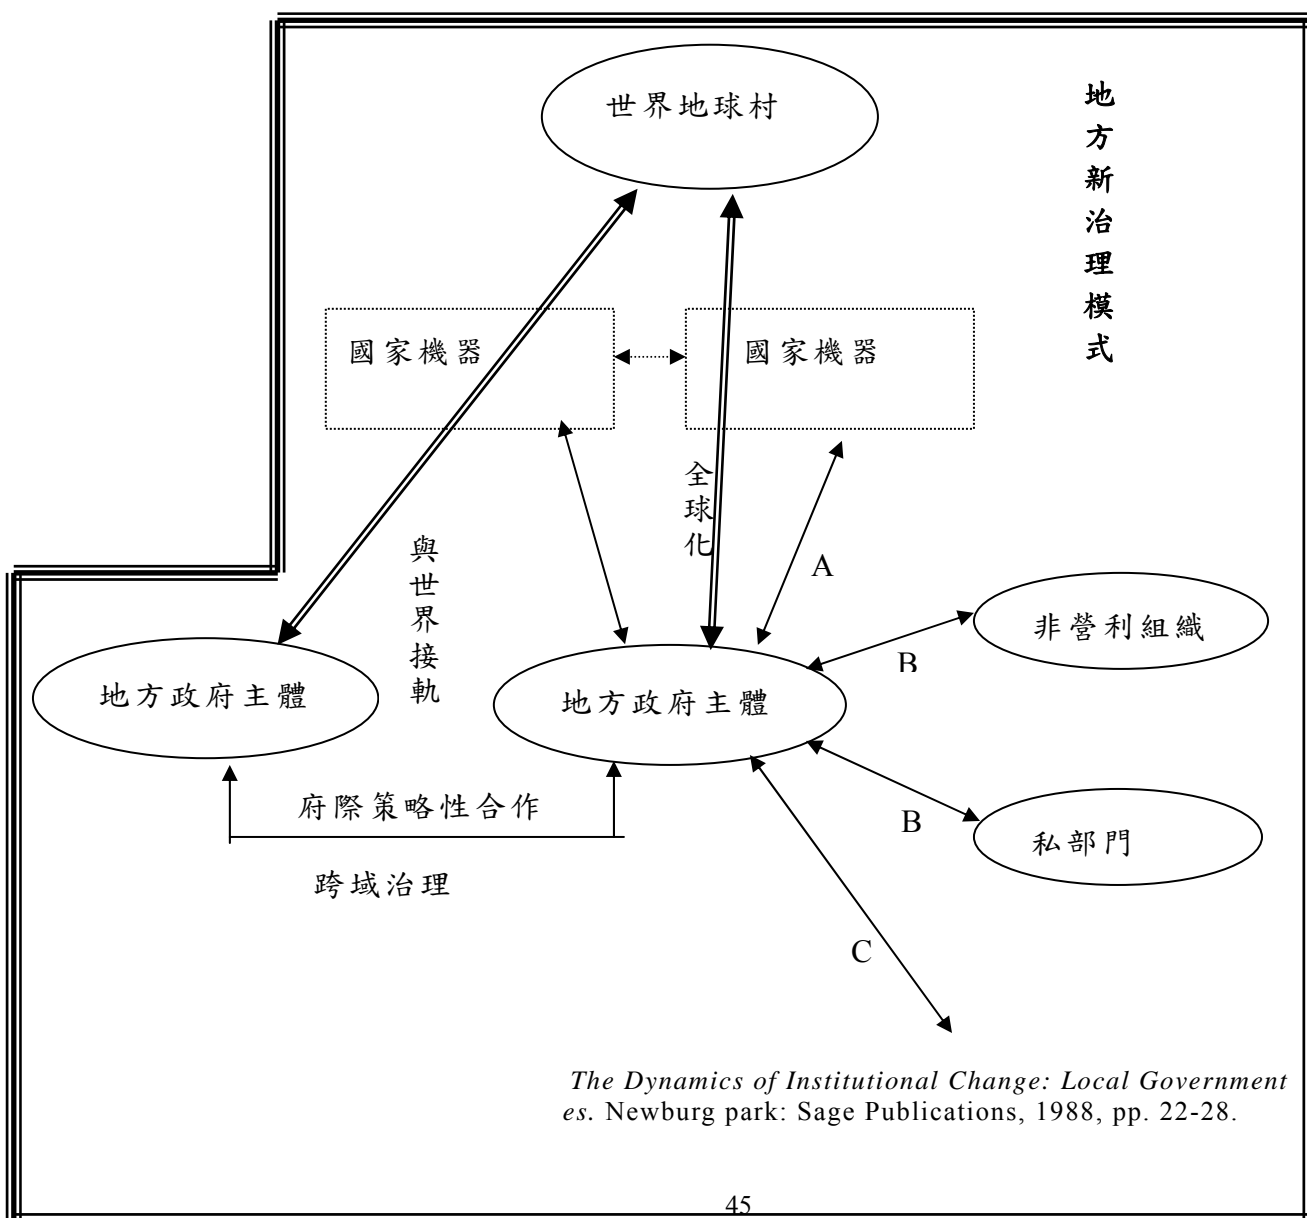 世界地球村
地方新治理模式
國家機器
國家機器
全球化
與世界接軌
A
非營利組織
B
地方政府主體
地方政府主體
府際策略性合作
B
私部門
跨域治理
C
The Dynamics of Institutional Change: Local Government
es. Newburg park: Sage Publications, 1988, pp. 22-28.
45